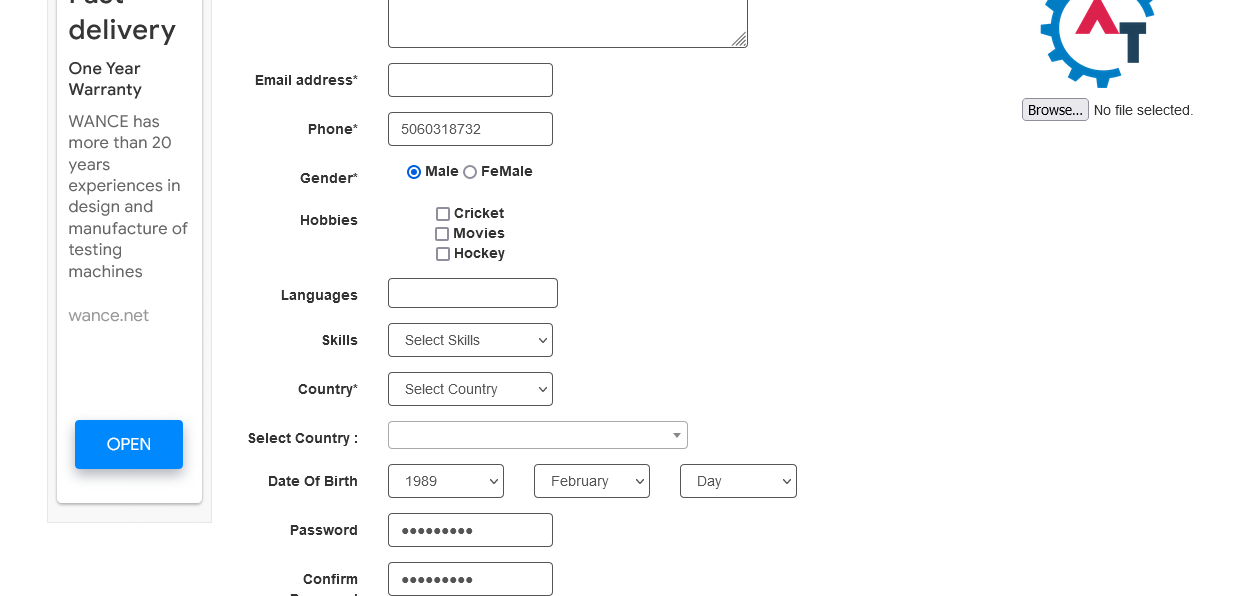 delivery
One Year
Warranty
WANCE has
more than 20
years
experiences in
design and
manufacture of
testing
machines
wance.net
OPEN
Email address*
Phone* 5060318732
Gender* Male FeMale
Hobbies Cricket
Movies
Hockey
Languages
Skills Select Skills
Country* Select Country
Select Country :
Date Of Birth 1989 February Day
Password •••••••••
Confirm •••••••••
AT
Browse... No file selected.